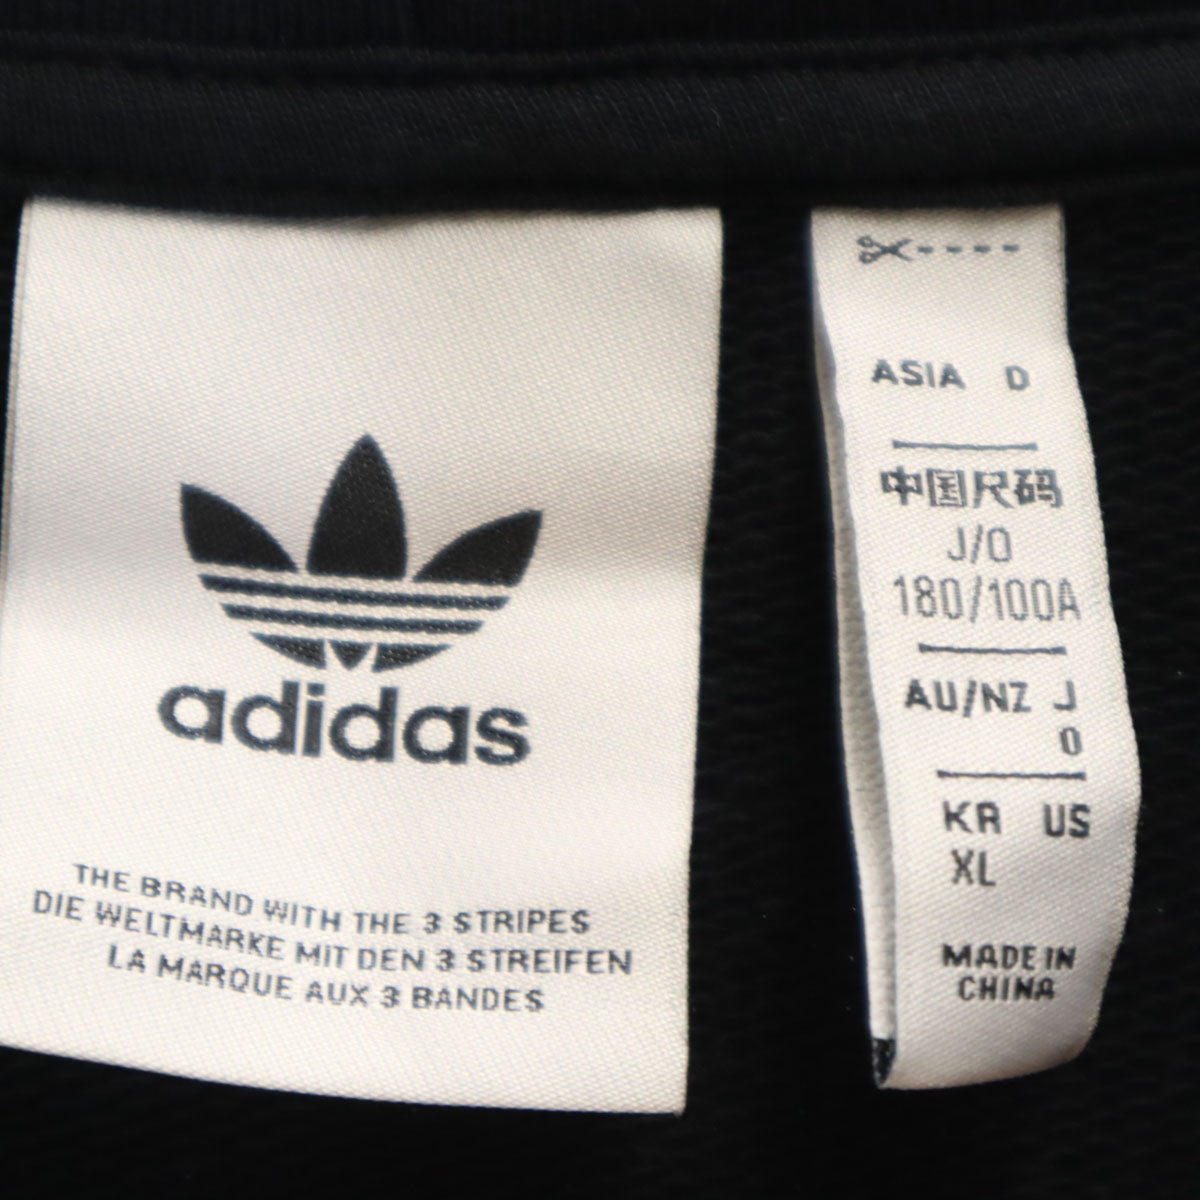 adidas
THE BRAND WITH THE 3 STRIPES
DIE WELTMARKE MIT DEN 3 STREIFEN
LA MARQUE AUX 3 BANDES
ASIA D
中国尺码
J/O
180/100A
AU/NZ J
O
KR US
XL
MADE IN
CHINA